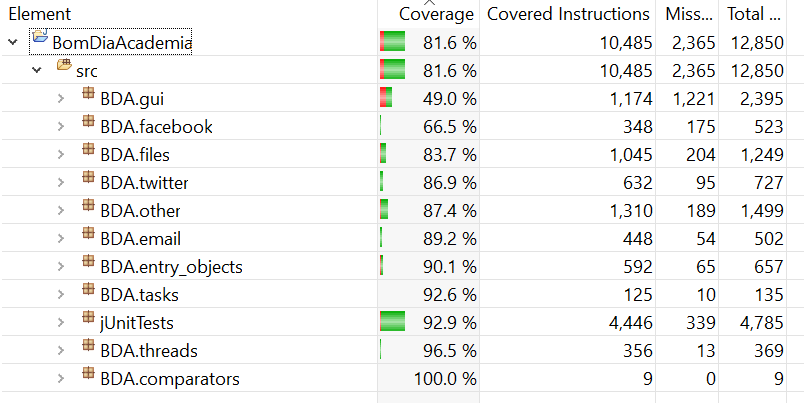 Element Coverage Covered Instructions Miss... Total ...
BomDiaAcademia 81.6 % 10,485 2,365 12,850
src 81.6 % 10,485 2,365 12,850
BDA.gui 49.0 % 1,174 1,221 2,395
BDA.facebook 66.5 % 348 175 523
BDA.files 83.7 % 1,045 204 1,249
BDA.twitter 86.9 % 632 95 727
BDA.other 87.4 % 1,310 189 1,499
BDA.email 89.2 % 448 54 502
BDA.entry_objects 90.1 % 592 65 657
BDA.tasks 92.6 % 125 10 135
jUnitTests 92.9 % 4,446 339 4,785
BDA.threads 96.5 % 356 13 369
BDA.comparators 100.0 % 9 0 9